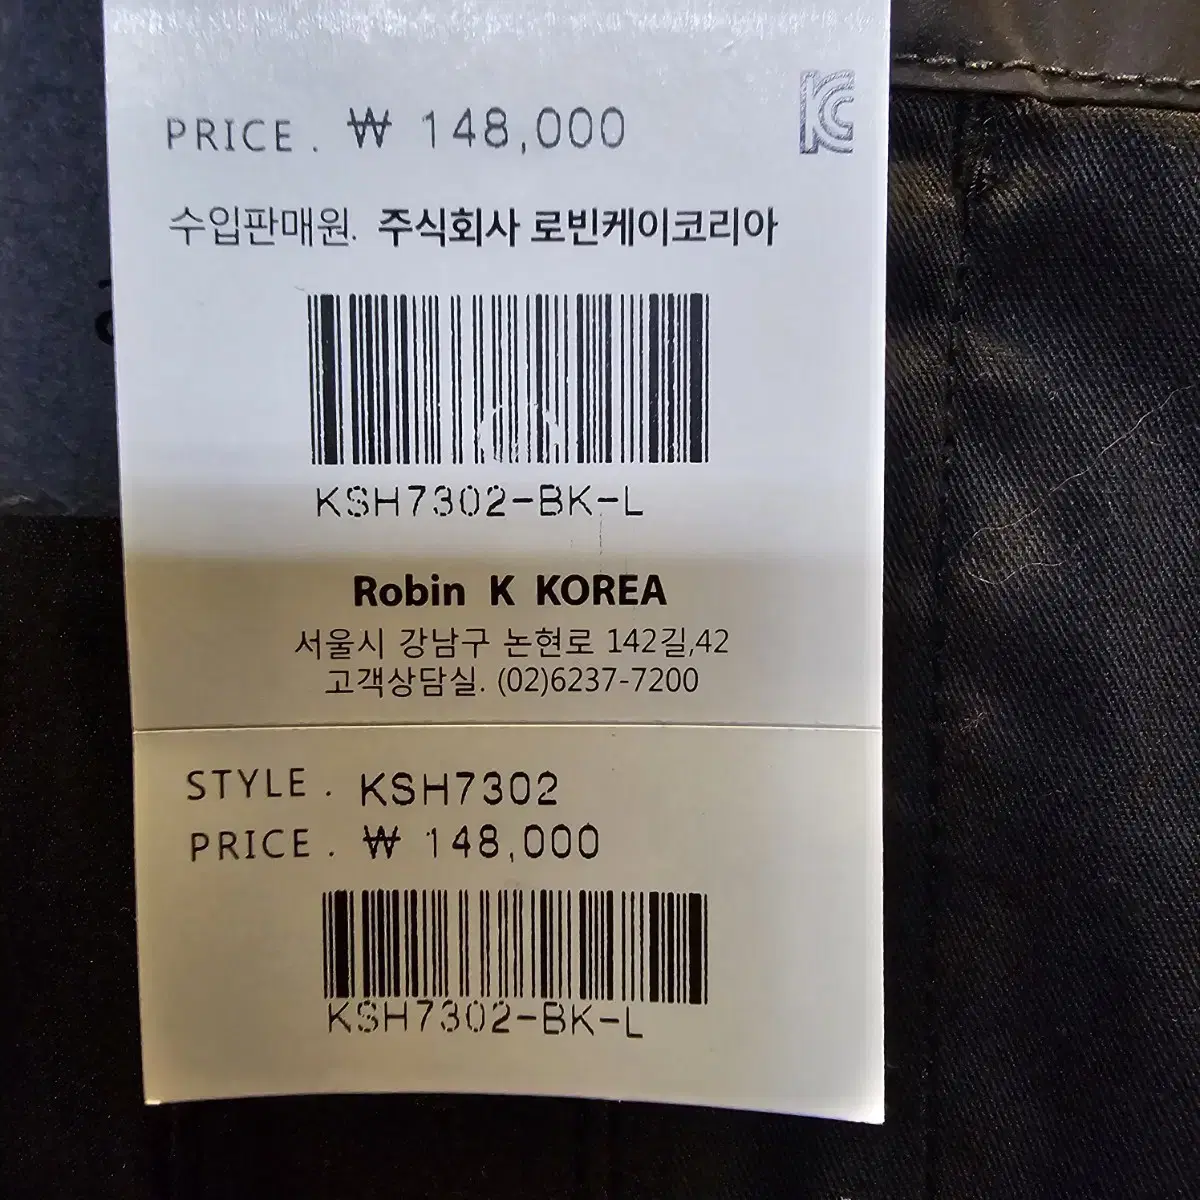 PRICE . ₩ 148,000
KC
수입판매원. 주식회사 로빈케이코리아
KSH7302-BK-L
Robin K KOREA
서울시 강남구 논현로 142길,42
고객상담실. (02)6237-7200
STYLE . KSH7302
PRICE . ₩ 148,000
KSH7302-BK-L